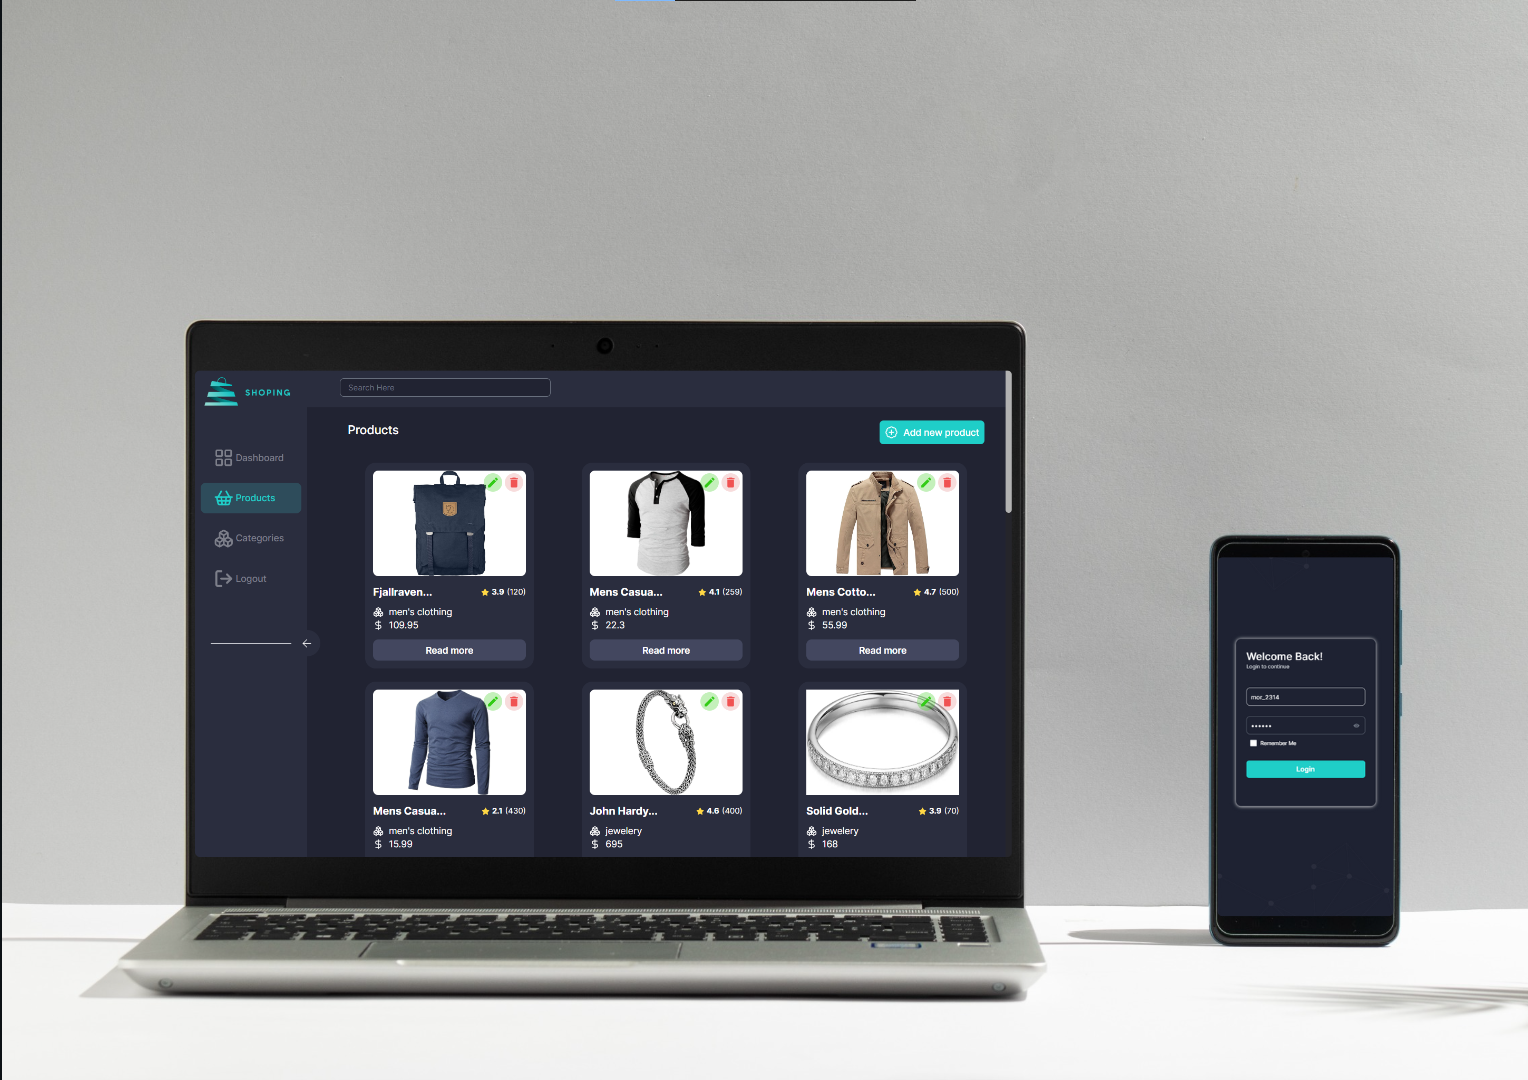 SHOPING
Search Here
Products
Add new product
Dashboard
Products
Categories
Logout
Fjallraven...
3.9 (120)
men's clothing
$ 109.95
Read more
Mens Casua...
4.1 (259)
men's clothing
$ 22.3
Read more
Mens Cotto...
4.7 (500)
men's clothing
$ 55.99
Read more
Mens Casua...
2.1 (430)
men's clothing
$ 15.99
John Hardy...
4.6 (400)
jewelery
$ 695
Solid Gold...
3.9 (70)
jewelery
$ 168
Welcome Back!
Login to continue
mor_2314
Remember Me
Login